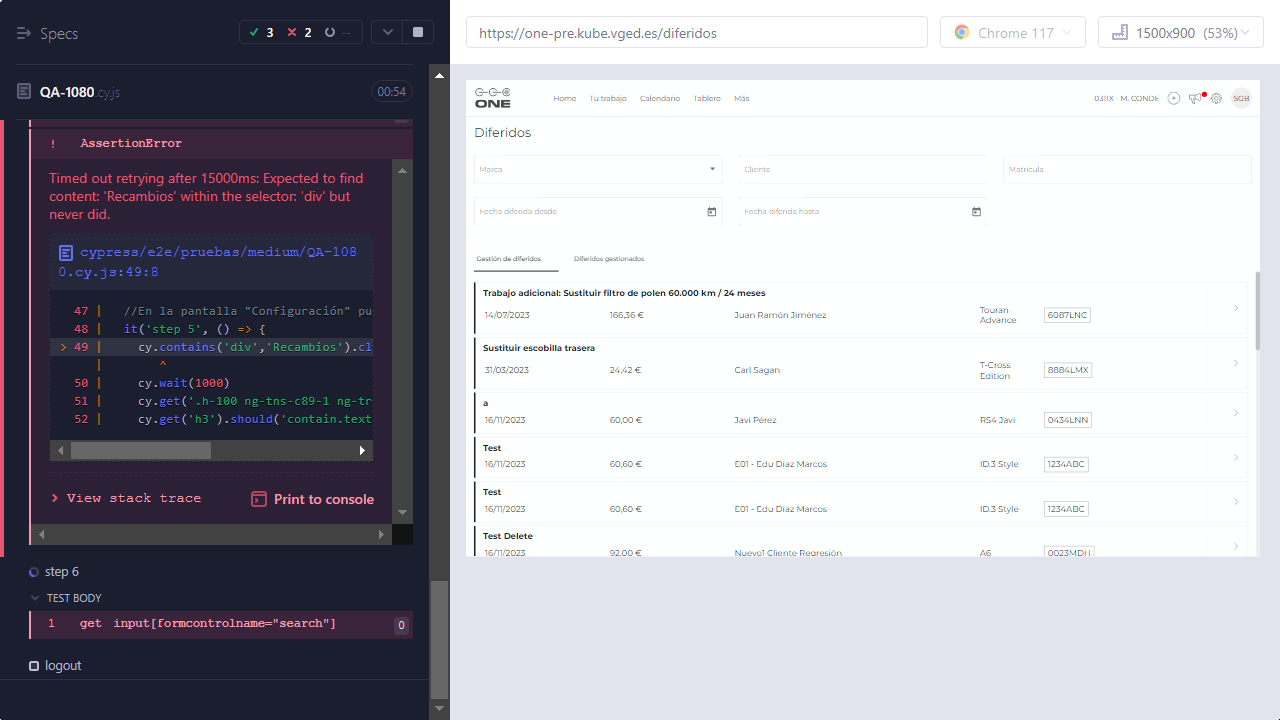 Specs
3
2
--
QA-1080 cy.js
00:54
! AssertionError
Timed out retrying after 15000ms: Expected to find
content: 'Recambios' within the selector: 'div' but
never did.
cypress/e2e/pruebas/medium/QA-108
0.cy.js:49:8
47 | //En la pantalla "Configuración" pu
48 | it('step 5', () => {
> 49 | cy.contains('div','Recambios').cl
| ^
50 | cy.wait(1000)
51 | cy.get('.h-100 ng-tns-c89-1 ng-tr
52 | cy.get('h3').should('contain.text
> View stack trace
Print to console
step 6
TEST BODY
1 get input[formcontrolname="search"] 0
logout
https://one-pre.kube.vged.es/diferidos
Chrome 117
1500x900 (53%)
ONE
Home
Tu trabajo
Calendario
Tablero
Más
0311X
M. CONDE
SGB
Diferidos
Marca
Cliente
Matrícula
Fecha diferida desde
Fecha diferida hasta
Gestión de diferidos
Diferidos gestionados
Trabajo adicional: Sustituir filtro de polen 60.000 km / 24 meses
14/07/2023 166,36 € Juan Ramón Jiménez Touran Advance 6087LNC
Sustituir escobilla trasera
31/03/2023 24,42 € Carl Sagan T-Cross Edition 8884LMX
a
16/11/2023 60,00 € Javi Pérez RS4 Javi 0434LNN
Test
16/11/2023 60,60 € E01 - Edu Diaz Marcos ID.3 Style 1234ABC
Test
16/11/2023 60,60 € E01 - Edu Diaz Marcos ID.3 Style 1234ABC
Test Delete
16/11/2023 92,00 € Nuevo1 Cliente Regresión A6 0023MDH